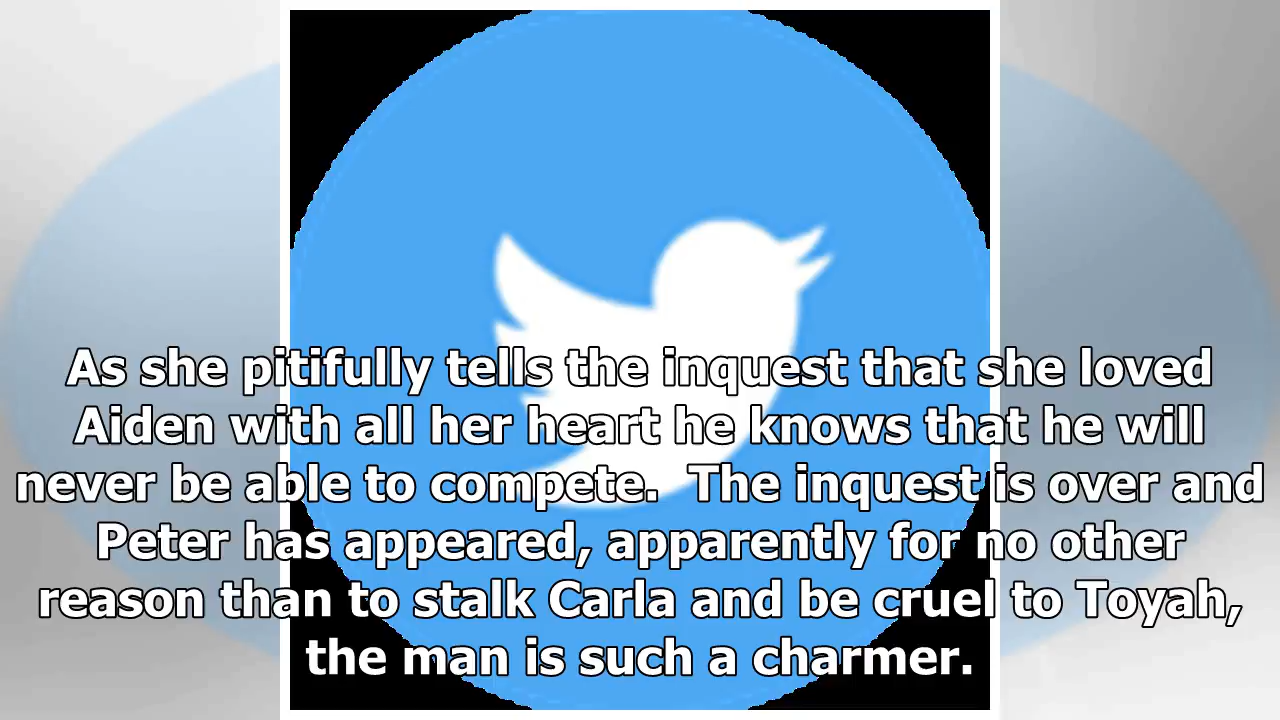 As she pitifully tells the inquest that she loved
Aiden with all her heart he knows that he will
never be able to compete.  The inquest is over and
Peter has appeared, apparently for no other
reason than to stalk Carla and be cruel to Toyah,
the man is such a charmer.